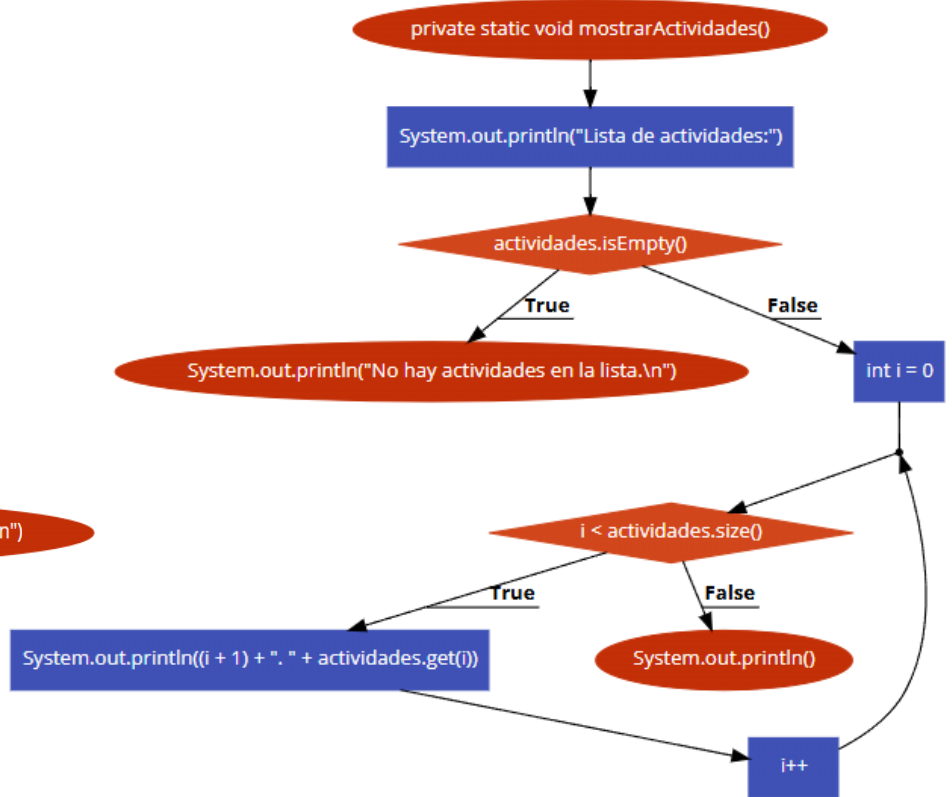 private static void mostrarActividades()
System.out.println("Lista de actividades:")
actividades.isEmpty()
True
False
System.out.println("No hay actividades en la lista.\n")
int i = 0
n")
i < actividades.size()
True
False
System.out.println((i + 1) + ". " + actividades.get(i))
System.out.println()
i++